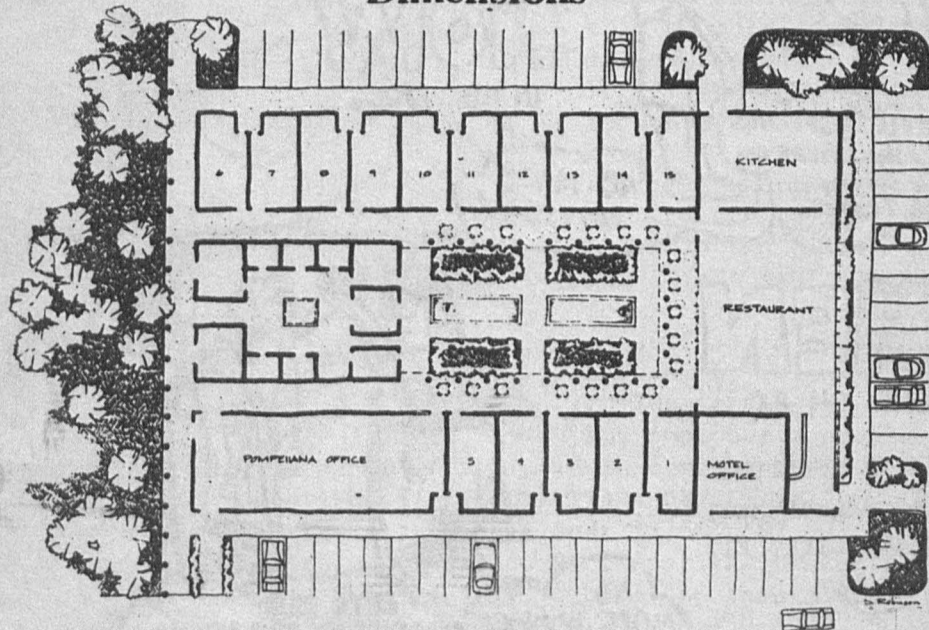 Dimensions
6 7 8 9 10 11 12 13 14 15
KITCHEN
RESTAURANT
POMPEIIANA OFFICE
5 4 3 2 1
MOTEL
OFFICE
D. Robinson